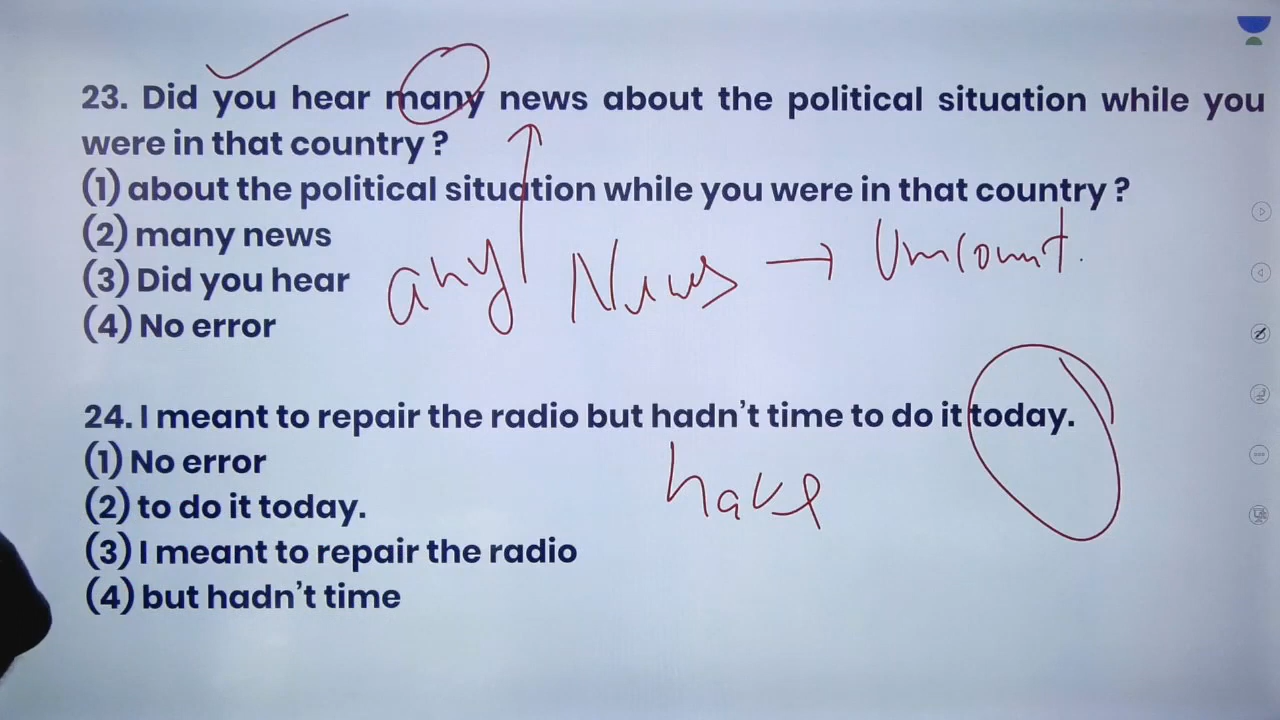 23. Did you hear many news about the political situation while you
were in that country ?
(1) about the political situation while you were in that country ?
(2) many news
(3) Did you hear
any News → Uncount.
(4) No error
24. I meant to repair the radio but hadn't time to do it today.
(1) No error
have
(2) to do it today.
(3) I meant to repair the radio
(4) but hadn't time